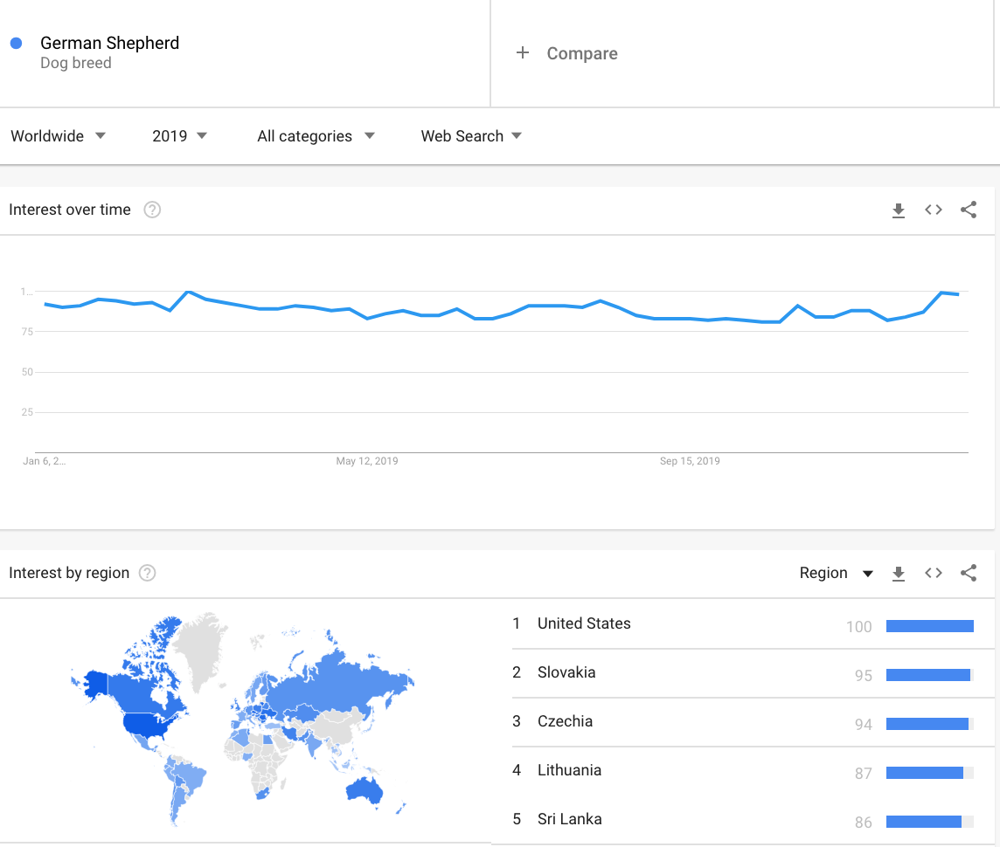 German Shepherd
Dog breed
+ Compare
Worldwide
2019
All categories
Web Search
Interest over time ?
1...
75
50
25
Jan 6, 2...
May 12, 2019
Sep 15, 2019
Interest by region ?
Region
1 United States 100
2 Slovakia 95
3 Czechia 94
4 Lithuania 87
5 Sri Lanka 86